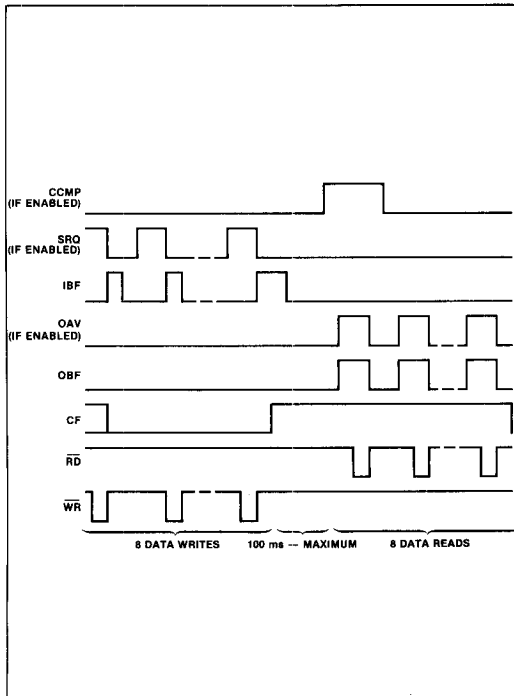 CCMP
(IF ENABLED)
SRQ
(IF ENABLED)
IBF
OAV
(IF ENABLED)
OBF
CF
RD
WR
8 DATA WRITES 100 ms -- MAXIMUM 8 DATA READS